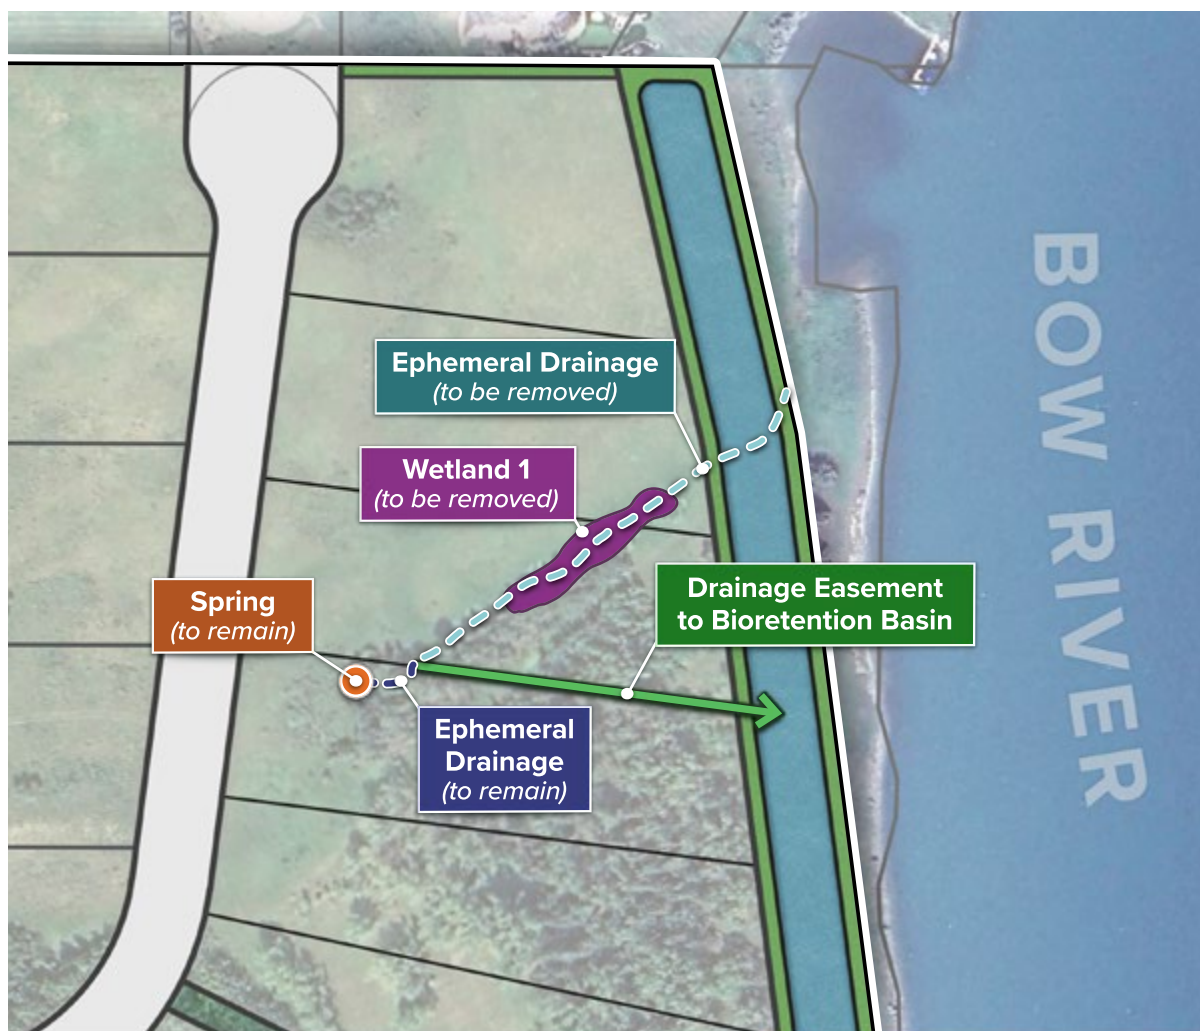 Ephemeral Drainage
(to be removed)
Wetland 1
(to be removed)
Spring
(to remain)
Drainage Easement
to Bioretention Basin
Ephemeral
Drainage
(to remain)
BOW RIVER